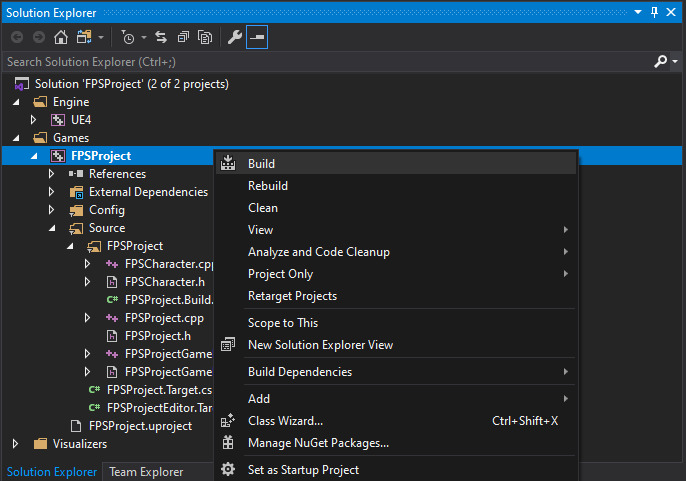 Solution Explorer
Search Solution Explorer (Ctrl+;)
Solution 'FPSProject' (2 of 2 projects)
Engine
UE4
Games
FPSProject
References
External Dependencies
Config
Source
FPSProject
FPSCharacter.cpp
FPSCharacter.h
FPSProject.Build.
FPSProject.cpp
FPSProject.h
FPSProjectGame
FPSProjectGame
FPSProject.Target.cs
FPSProjectEditor.Tar
FPSProject.uproject
Visualizers
Build
Rebuild
Clean
View
Analyze and Code Cleanup
Project Only
Retarget Projects
Scope to This
New Solution Explorer View
Build Dependencies
Add
Class Wizard... Ctrl+Shift+X
Manage NuGet Packages...
Set as Startup Project
Solution Explorer Team Explorer